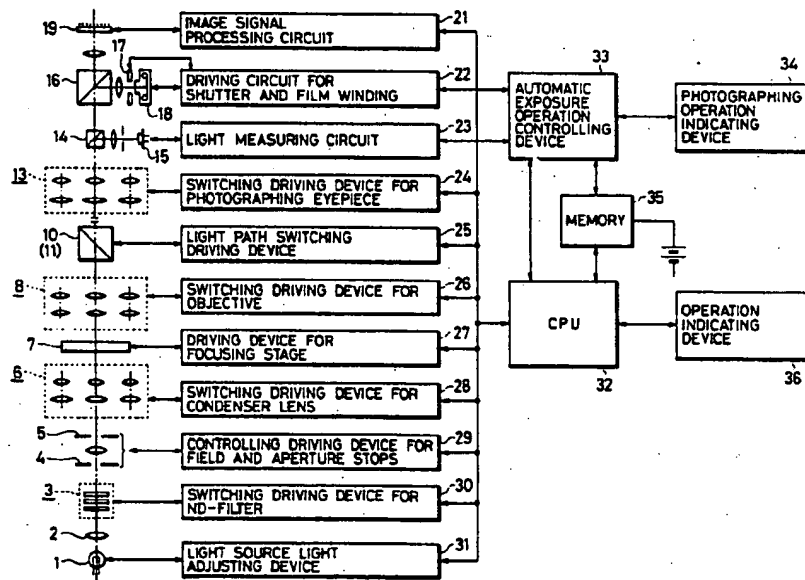 19
IMAGE SIGNAL
PROCESSING CIRCUIT
21
17
16
18
DRIVING CIRCUIT FOR
SHUTTER AND FILM WINDING
22
33
AUTOMATIC
EXPOSURE
OPERATION
CONTROLLING
DEVICE
34
PHOTOGRAPHING
OPERATION
INDICATING
DEVICE
14
15
LIGHT MEASURING CIRCUIT
23
13
SWITCHING DRIVING DEVICE FOR
PHOTOGRAPHING EYEPIECE
24
35
MEMORY
10
(11)
LIGHT PATH SWITCHING
DRIVING DEVICE
25
8
SWITCHING DRIVING DEVICE FOR
OBJECTIVE
26
CPU
32
OPERATION
INDICATING
DEVICE
36
7
DRIVING DEVICE FOR
FOCUSING STAGE
27
6
SWITCHING DRIVING DEVICE FOR
CONDENSER LENS
28
5
4
CONTROLLING DRIVING DEVICE FOR
FIELD AND APERTURE STOPS
29
3
SWITCHING DRIVING DEVICE FOR
ND-FILTER
30
2
1
LIGHT SOURCE LIGHT
ADJUSTING DEVICE
31